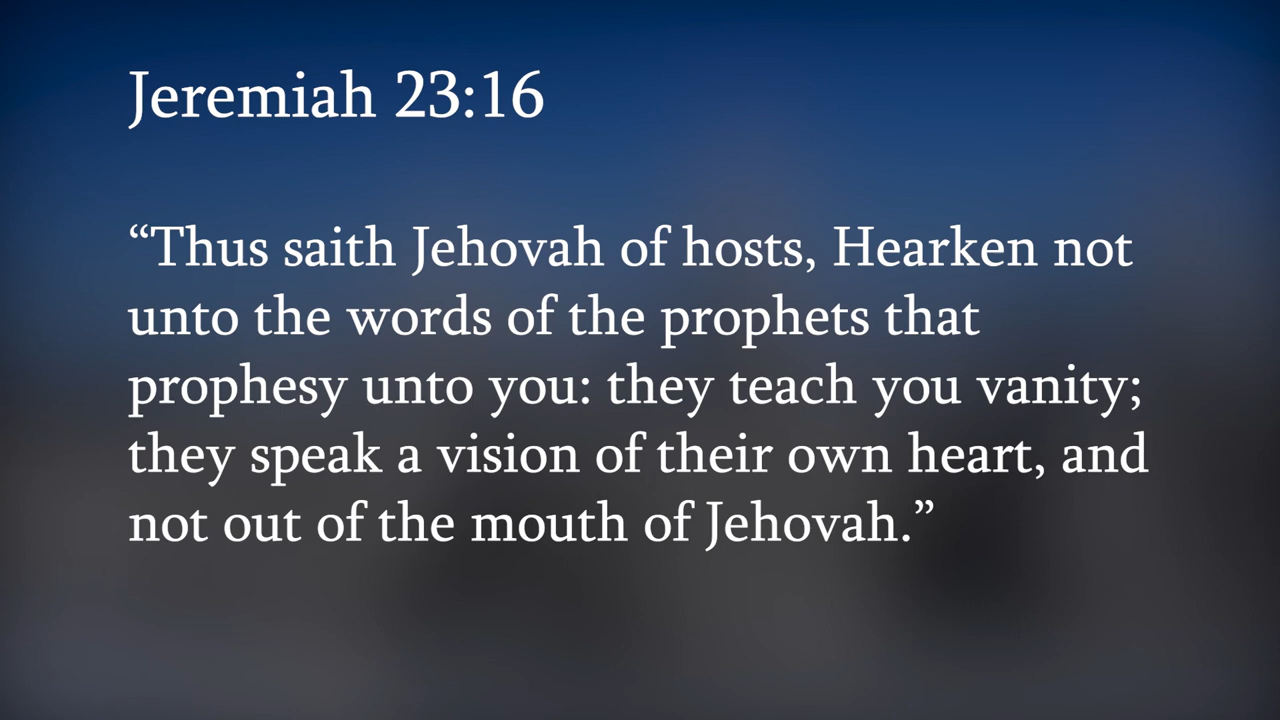 Jeremiah 23:16
“Thus saith Jehovah of hosts, Hearken not
unto the words of the prophets that
prophesy unto you: they teach you vanity;
they speak a vision of their own heart, and
not out of the mouth of Jehovah.”